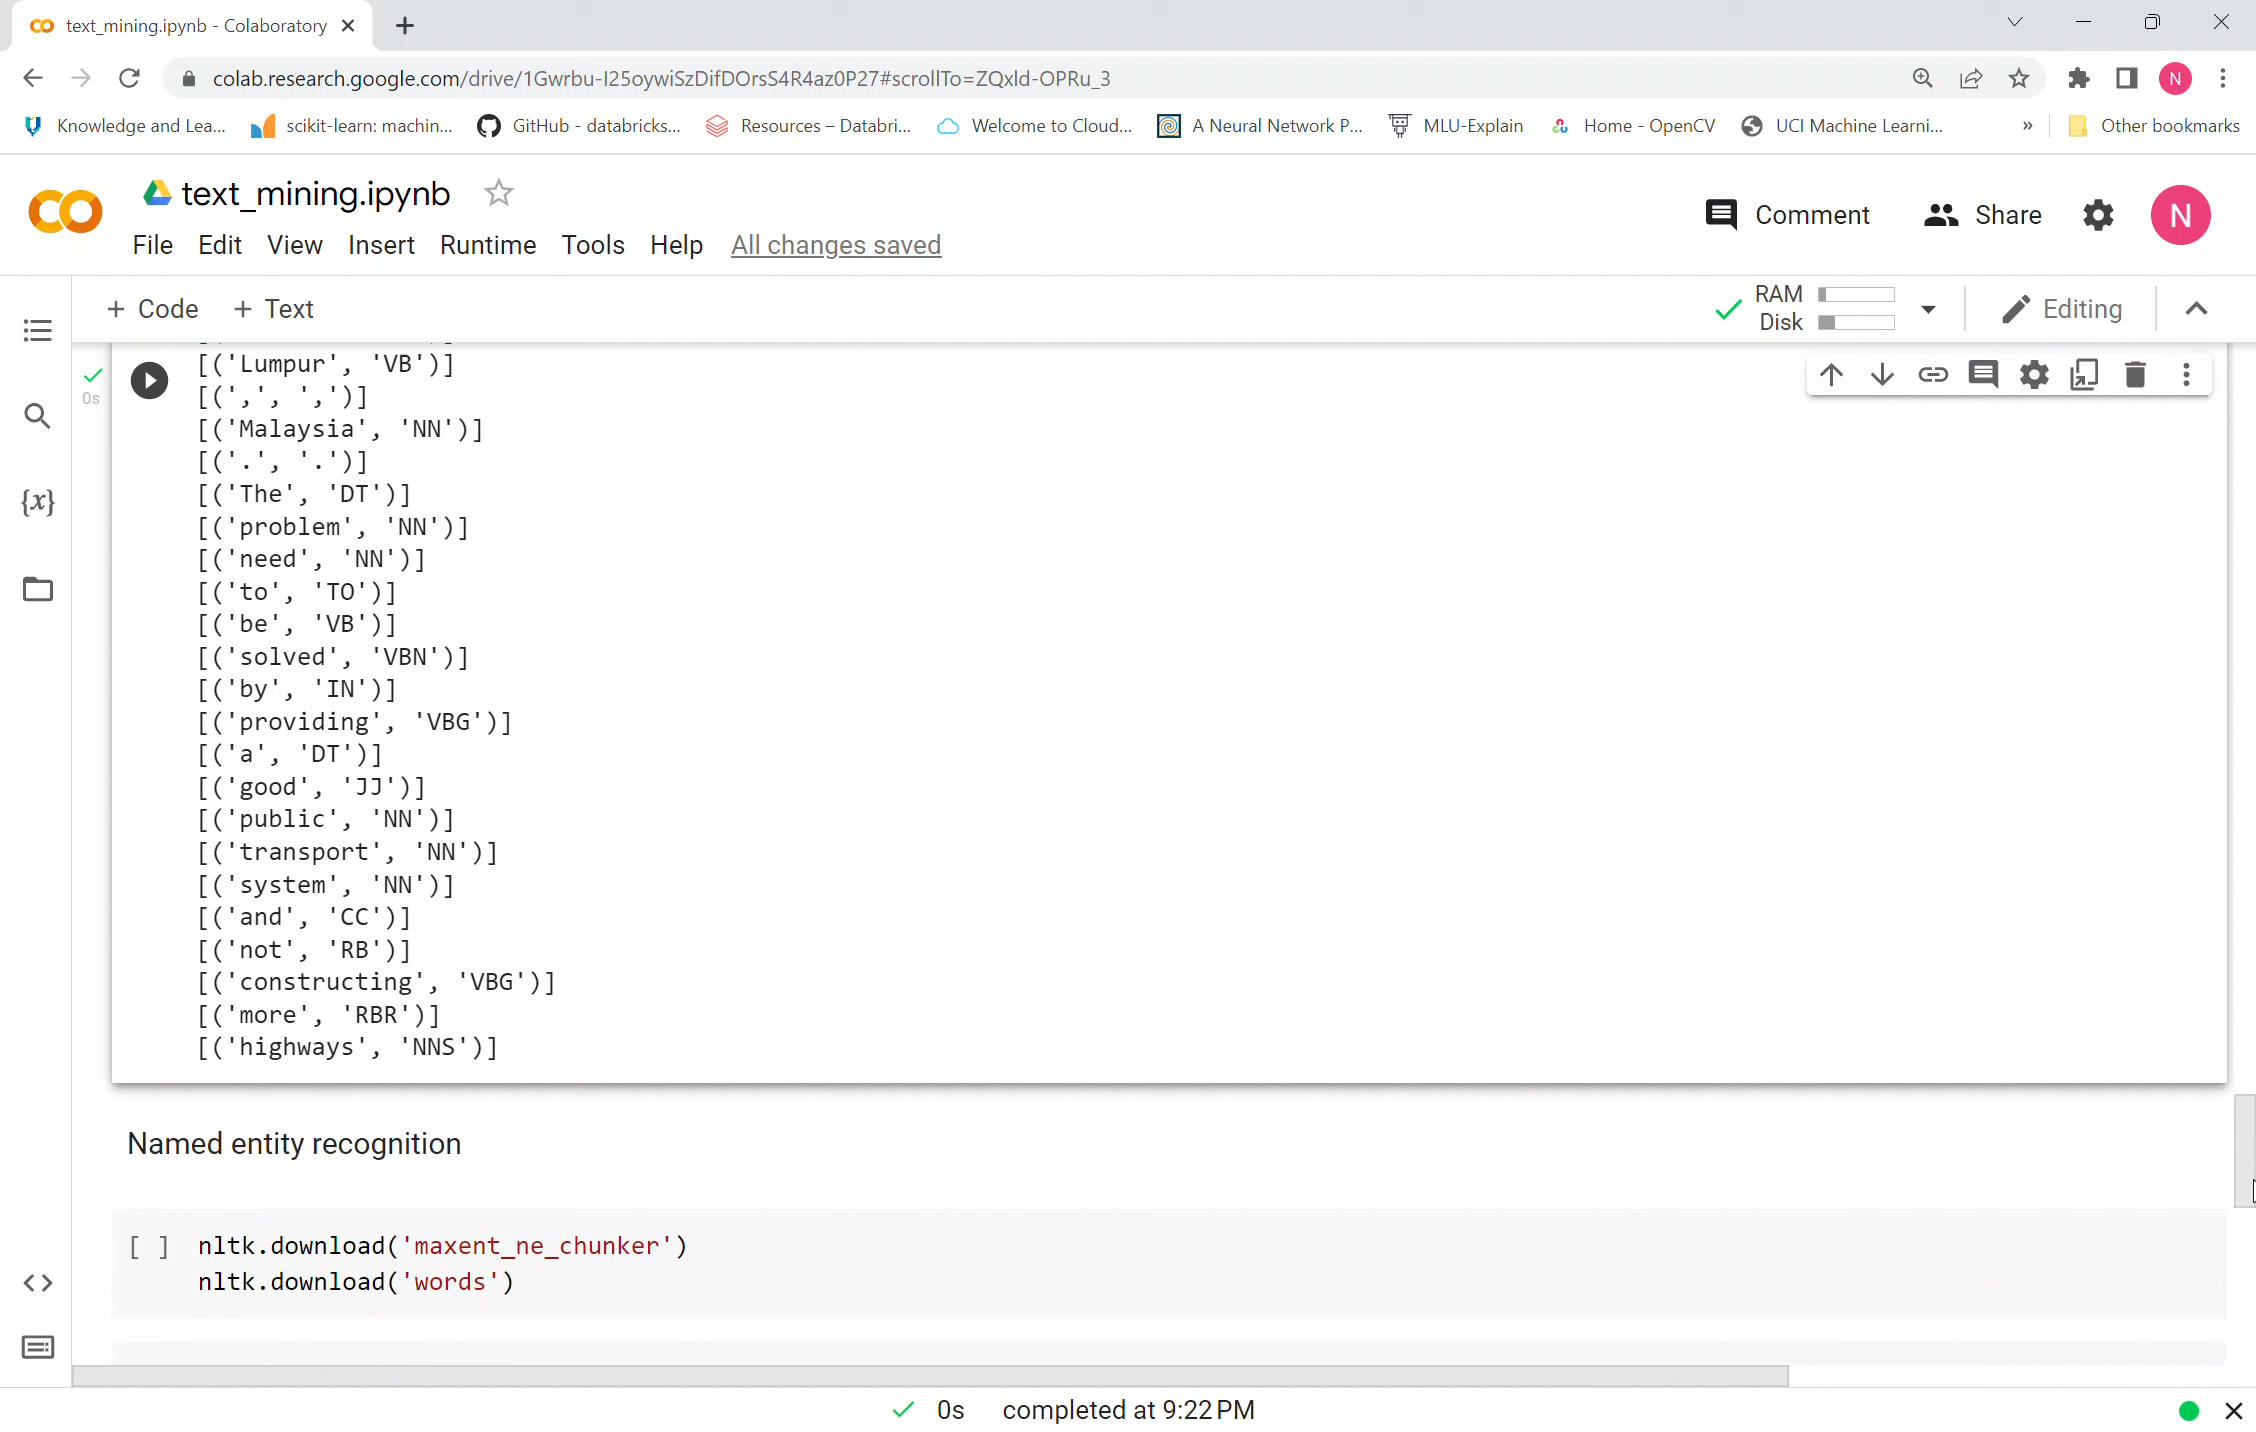 text_mining.ipynb - Colaboratory
colab.research.google.com/drive/1Gwrbu-I25oywiSzDifDOrsS4R4az0P27#scrollTo=ZQxld-OPRu_3
N
Knowledge and Lea... scikit-learn: machin... GitHub - databricks... Resources – Databri... Welcome to Cloud... A Neural Network P... MLU-Explain Home - OpenCV UCI Machine Learni... » Other bookmarks
CO text_mining.ipynb
File Edit View Insert Runtime Tools Help All changes saved
Comment Share N
+ Code + Text
RAM
Disk
Editing
[('Lumpur', 'VB')]
0s
[(',', ',')]
[('Malaysia', 'NN')]
[('.', '.')]
[('The', 'DT')]
[('problem', 'NN')]
[('need', 'NN')]
[('to', 'TO')]
[('be', 'VB')]
[('solved', 'VBN')]
[('by', 'IN')]
[('providing', 'VBG')]
[('a', 'DT')]
[('good', 'JJ')]
[('public', 'NN')]
[('transport', 'NN')]
[('system', 'NN')]
[('and', 'CC')]
[('not', 'RB')]
[('constructing', 'VBG')]
[('more', 'RBR')]
[('highways', 'NNS')]
{x}
Named entity recognition
[ ] nltk.download('maxent_ne_chunker')
nltk.download('words')
0s completed at 9:22 PM